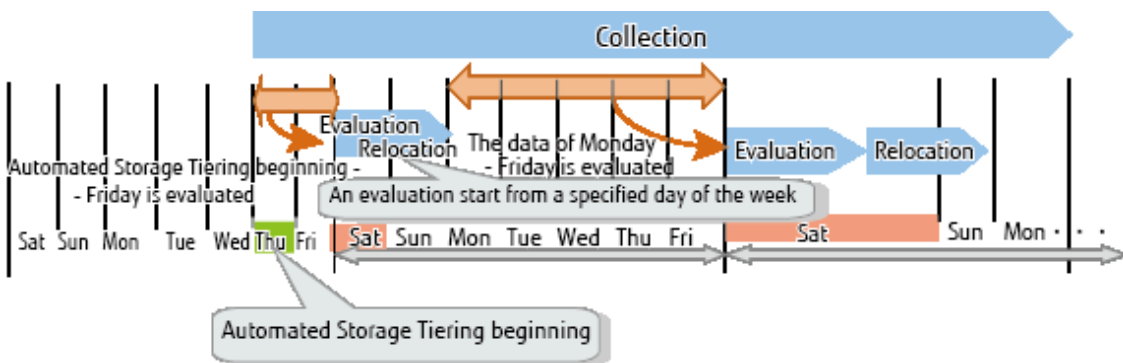 Collection
Evaluation
Relocation
The data of Monday
- Friday is evaluated
Evaluation
Relocation
Automated Storage Tiering beginning -
- Friday is evaluated
An evaluation start from a specified day of the week
Sat Sun Mon Tue Wed Thu Fri Sat Sun Mon Tue Wed Thu Fri Sat Sun Mon · · ·
Automated Storage Tiering beginning